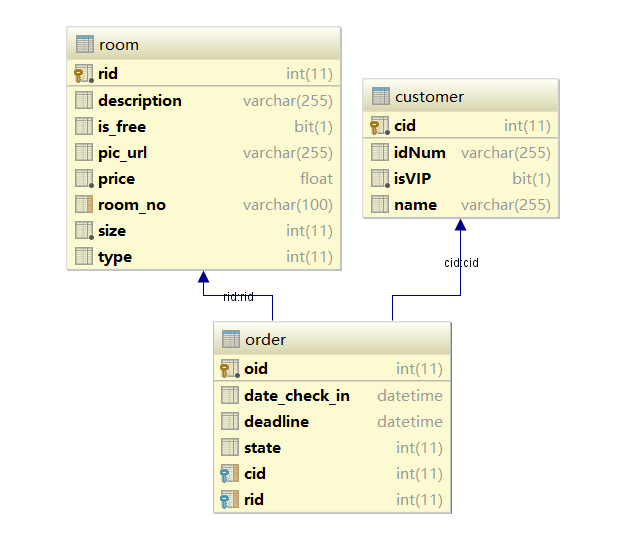 room
rid int(11)
description varchar(255)
is_free bit(1)
pic_url varchar(255)
price float
room_no varchar(100)
size int(11)
type int(11)
customer
cid int(11)
idNum varchar(255)
isVIP bit(1)
name varchar(255)
rid:rid
cid:cid
order
oid int(11)
date_check_in datetime
deadline datetime
state int(11)
cid int(11)
rid int(11)